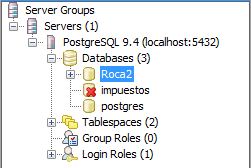 Server Groups
Servers (1)
PostgreSQL 9.4 (localhost:5432)
Databases (3)
Roca2
impuestos
postgres
Tablespaces (2)
Group Roles (0)
Login Roles (1)